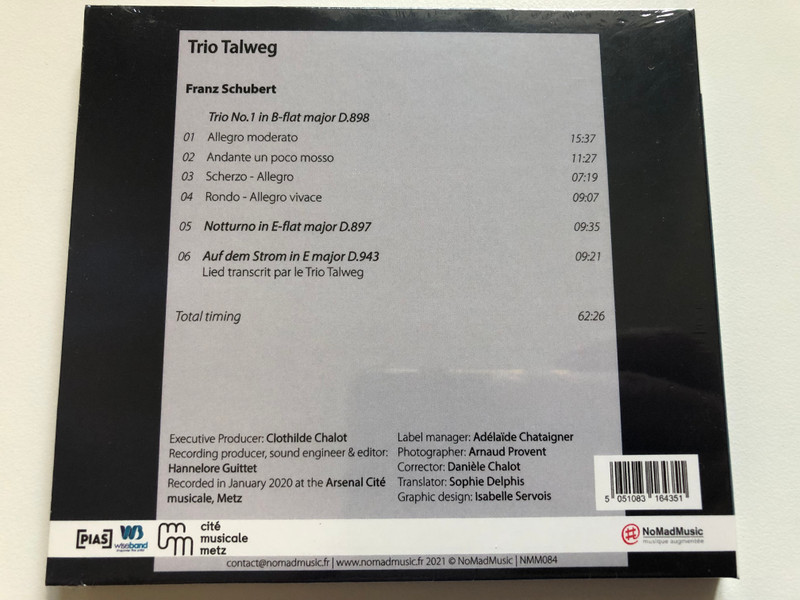 Trio Talweg
Franz Schubert
Trio No.1 in B-flat major D.898
01 Allegro moderato 15:37
02 Andante un poco mosso 11:27
03 Scherzo - Allegro 07:19
04 Rondo - Allegro vivace 09:07
05 Notturno in E-flat major D.897 09:35
06 Auf dem Strom in E major D.943 09:21
Lied transcrit par le Trio Talweg
Total timing 62:26
Executive Producer: Clothilde Chalot
Recording producer, sound engineer & editor:
Hannelore Guittet
Recorded in January 2020 at the Arsenal Cité
musicale, Metz
Label manager: Adélaïde Chataigner
Photographer: Arnaud Provent
Corrector: Danièle Chalot
Translator: Sophie Delphis
Graphic design: Isabelle Servois
5 051083 164351
[PIAS]
wiseband
cité
musicale
metz
NoMadMusic
musique augmentée
contact@nomadmusic.fr | www.nomadmusic.fr 2021 © NoMadMusic | NMM084